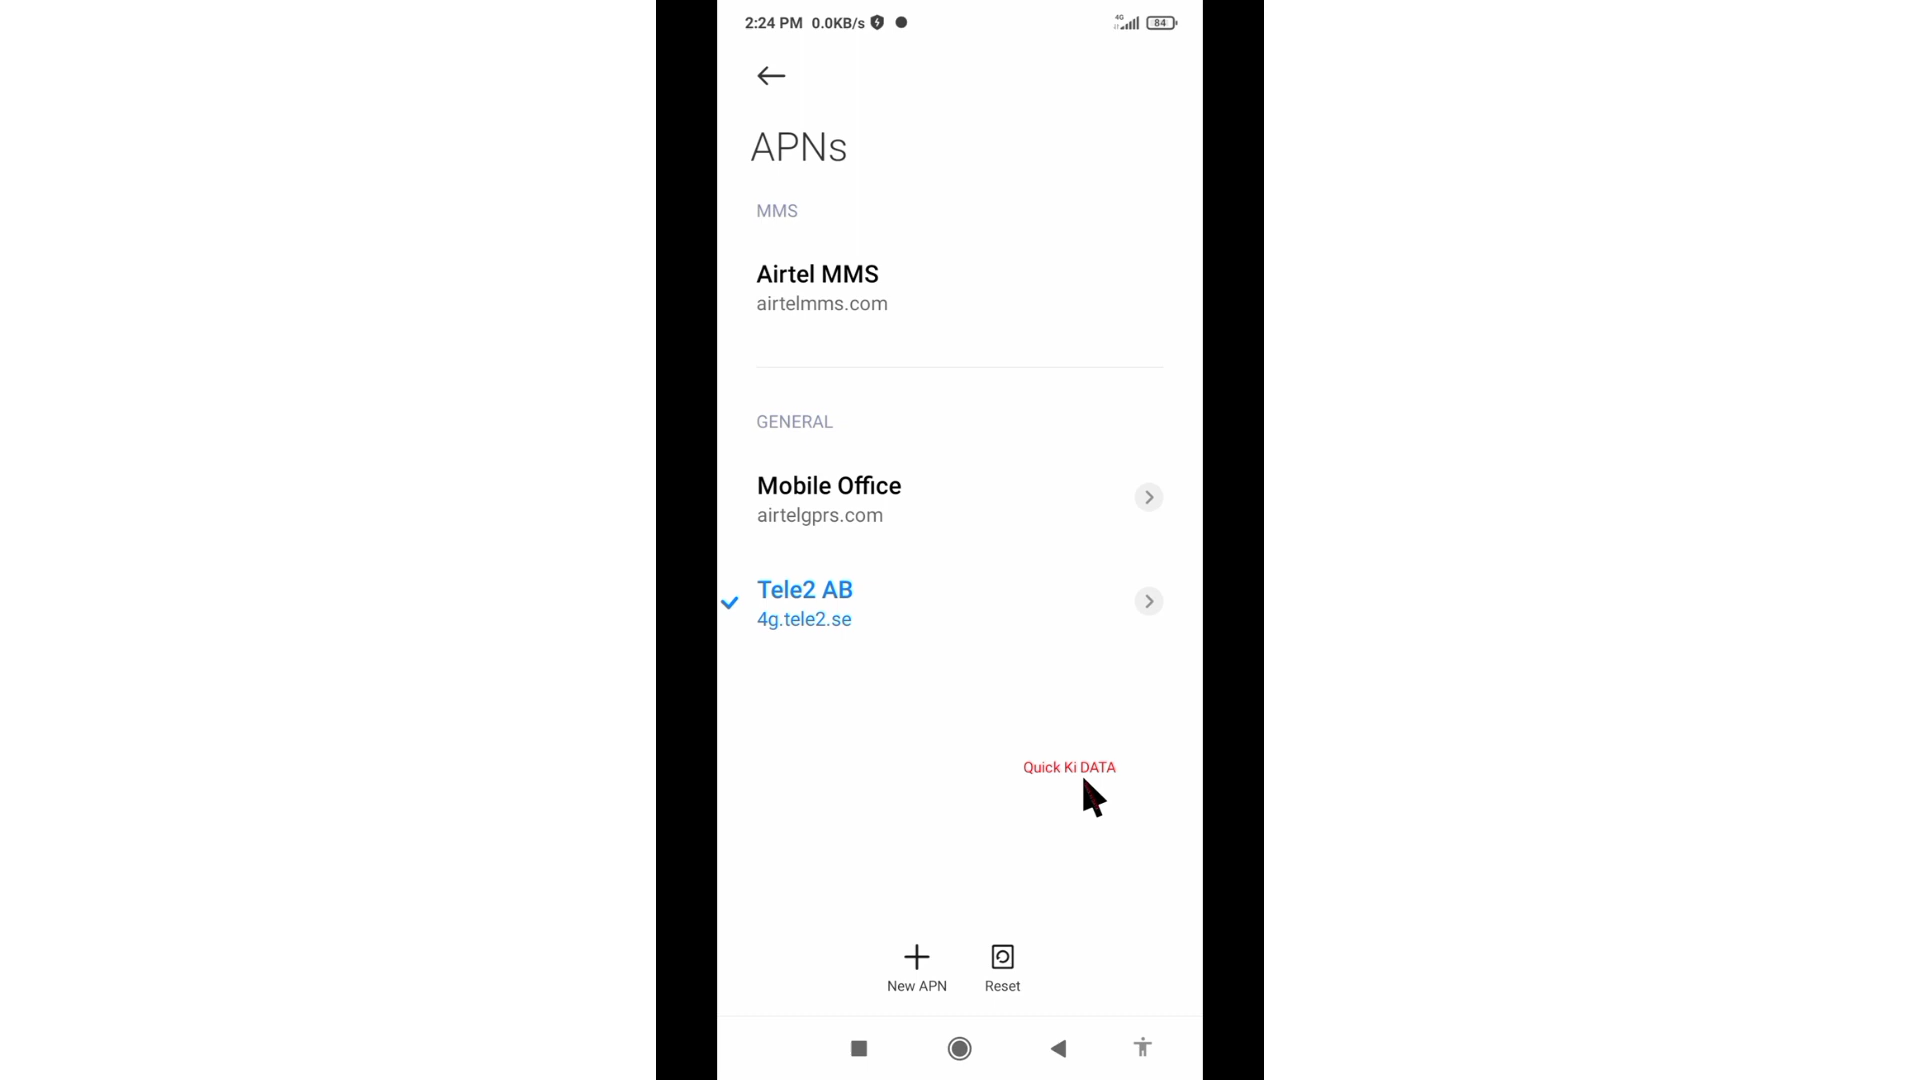 2:24 PM 0.0KB/s 4G 84
APNs
MMS
Airtel MMS
airtelmms.com
GENERAL
Mobile Office
airtelgprs.com
Tele2 AB
4g.tele2.se
Quick Ki DATA
New APN Reset